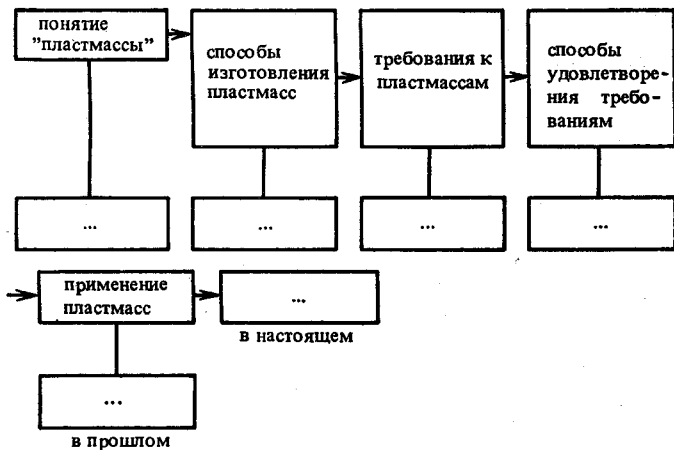 понятие
"пластмассы"
способы
изготовления
пластмасс
требования к
пластмассам
способы
удовлетворе-
ния требо-
ваниям
...
...
...
...
применение
пластмасс
...
в настоящем
...
в прошлом